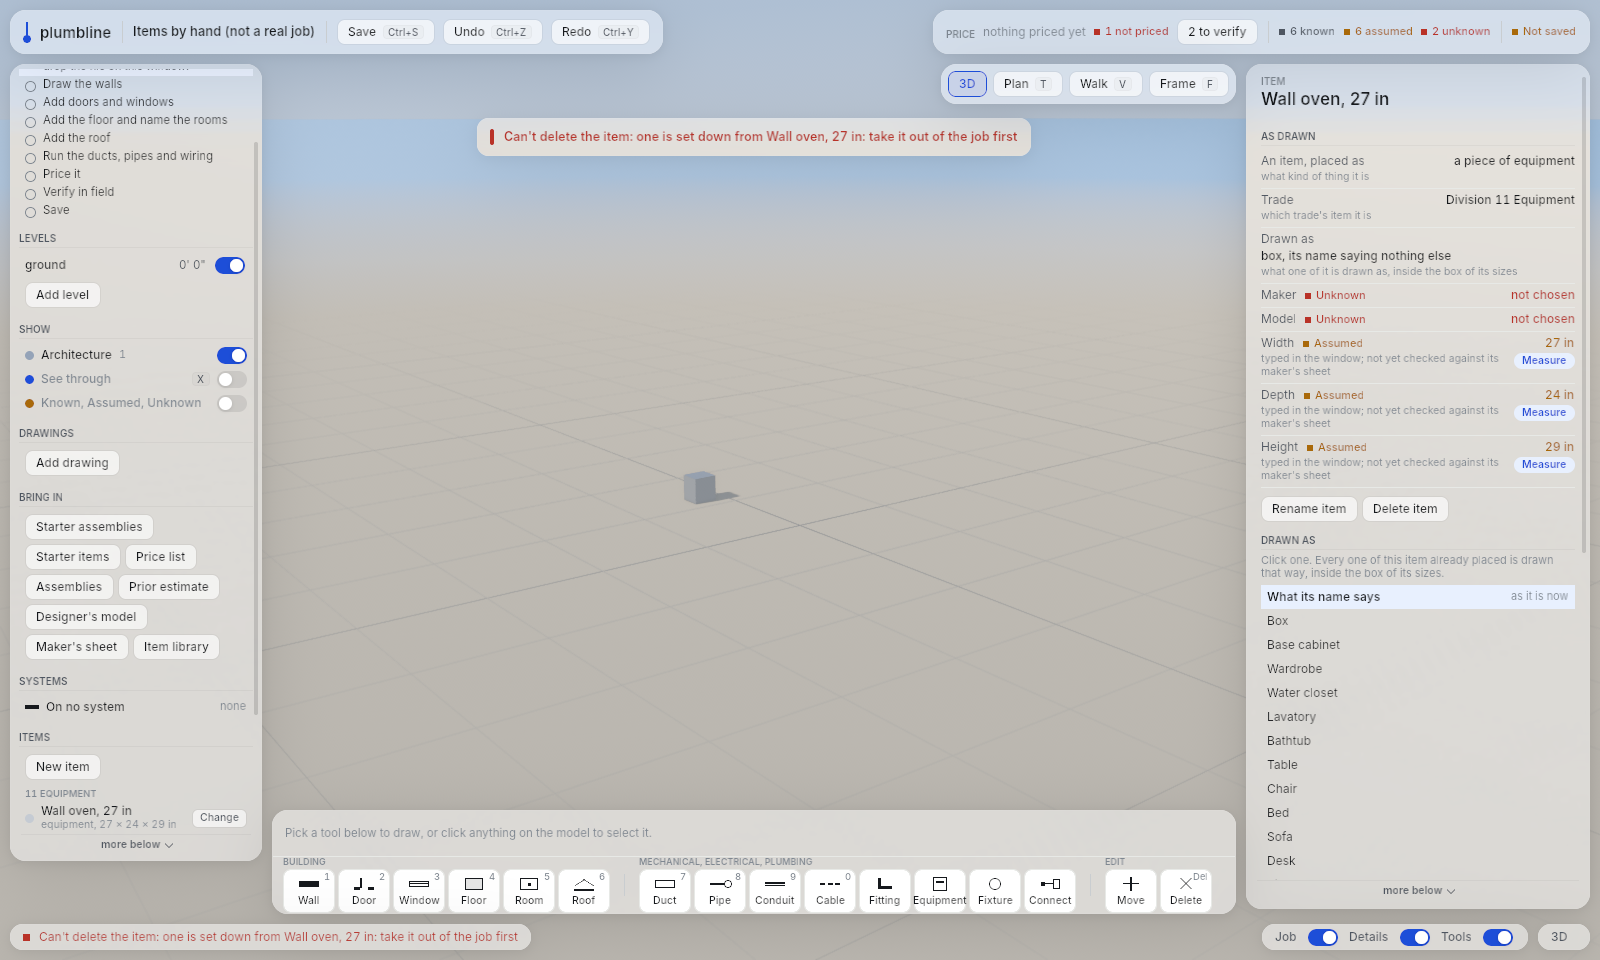 plumbline
Items by hand (not a real job)
Save Ctrl+S
Undo Ctrl+Z
Redo Ctrl+Y
PRICE nothing priced yet
1 not priced
2 to verify
6 known
6 assumed
2 unknown
Not saved
3D
Plan T
Walk V
Frame F
Can't delete the item: one is set down from Wall oven, 27 in: take it out of the job first
Draw the walls
Add doors and windows
Add the floor and name the rooms
Add the roof
Run the ducts, pipes and wiring
Price it
Verify in field
Save
LEVELS
ground 0' 0"
Add level
SHOW
Architecture 1
See through X
Known, Assumed, Unknown
DRAWINGS
Add drawing
BRING IN
Starter assemblies
Starter items Price list
Assemblies Prior estimate
Designer's model
Maker's sheet Item library
SYSTEMS
On no system none
ITEMS
New item
11 EQUIPMENT
Wall oven, 27 in
equipment, 27 × 24 × 29 in
Change
more below
ITEM
Wall oven, 27 in
AS DRAWN
An item, placed as a piece of equipment
what kind of thing it is
Trade Division 11 Equipment
which trade's item it is
Drawn as
box, its name saying nothing else
what one of it is drawn as, inside the box of its sizes
Maker Unknown not chosen
Model Unknown not chosen
Width Assumed 27 in
typed in the window; not yet checked against its
maker's sheet
Measure
Depth Assumed 24 in
typed in the window; not yet checked against its
maker's sheet
Measure
Height Assumed 29 in
typed in the window; not yet checked against its
maker's sheet
Measure
Rename item Delete item
DRAWN AS
Click one. Every one of this item already placed is drawn
that way, inside the box of its sizes.
What its name says as it is now
Box
Base cabinet
Wardrobe
Water closet
Lavatory
Bathtub
Table
Chair
Bed
Sofa
Desk
more below
Pick a tool below to draw, or click anything on the model to select it.
BUILDING
Wall 1
Door 2
Window 3
Floor 4
Room 5
Roof 6
MECHANICAL, ELECTRICAL, PLUMBING
Duct 7
Pipe 8
Conduit 9
Cable 0
Fitting
Equipment
Fixture
Connect
EDIT
Move
Delete Del
Can't delete the item: one is set down from Wall oven, 27 in: take it out of the job first
Job
Details
Tools
3D